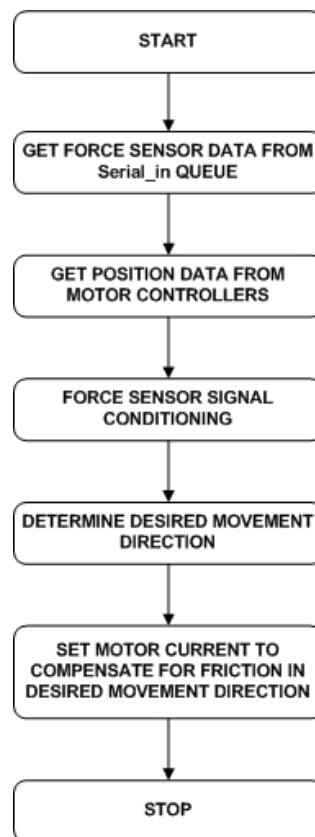 START
GET FORCE SENSOR DATA FROM
Serial_in QUEUE
GET POSITION DATA FROM
MOTOR CONTROLLERS
FORCE SENSOR SIGNAL
CONDITIONING
DETERMINE DESIRED MOVEMENT
DIRECTION
SET MOTOR CURRENT TO
COMPENSATE FOR FRICTION IN
DESIRED MOVEMENT DIRECTION
STOP